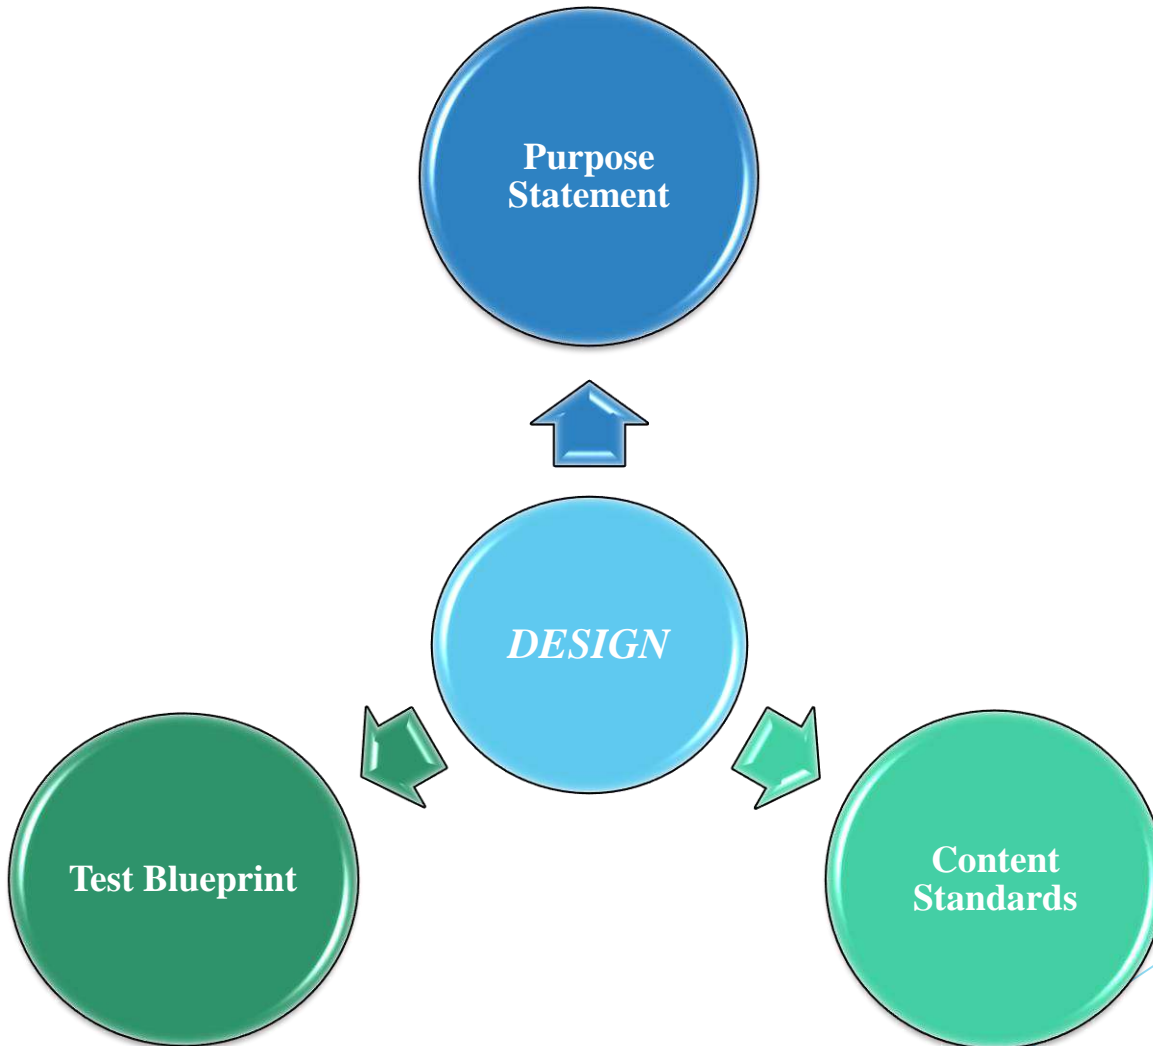 Purpose
Statement
DESIGN
Test Blueprint
Content
Standards